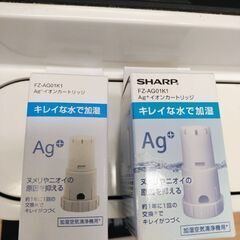 FZ-AG01K1
Ag⁺イオンカートリッジ
キレイな水で加湿
Ag⁺
ヌメリやニオイの
原因を抑える
約1年に1回の
交換で
キレイがつづく
加湿空気清浄機用
SHARP
FZ-AG01K1
Ag⁺イオンカートリッジ
キレイな水で加湿
Ag⁺
ヌメリやニオイの
原因を抑える
約1年に1回の
交換で
キレイがつづく
加湿空気清浄機用